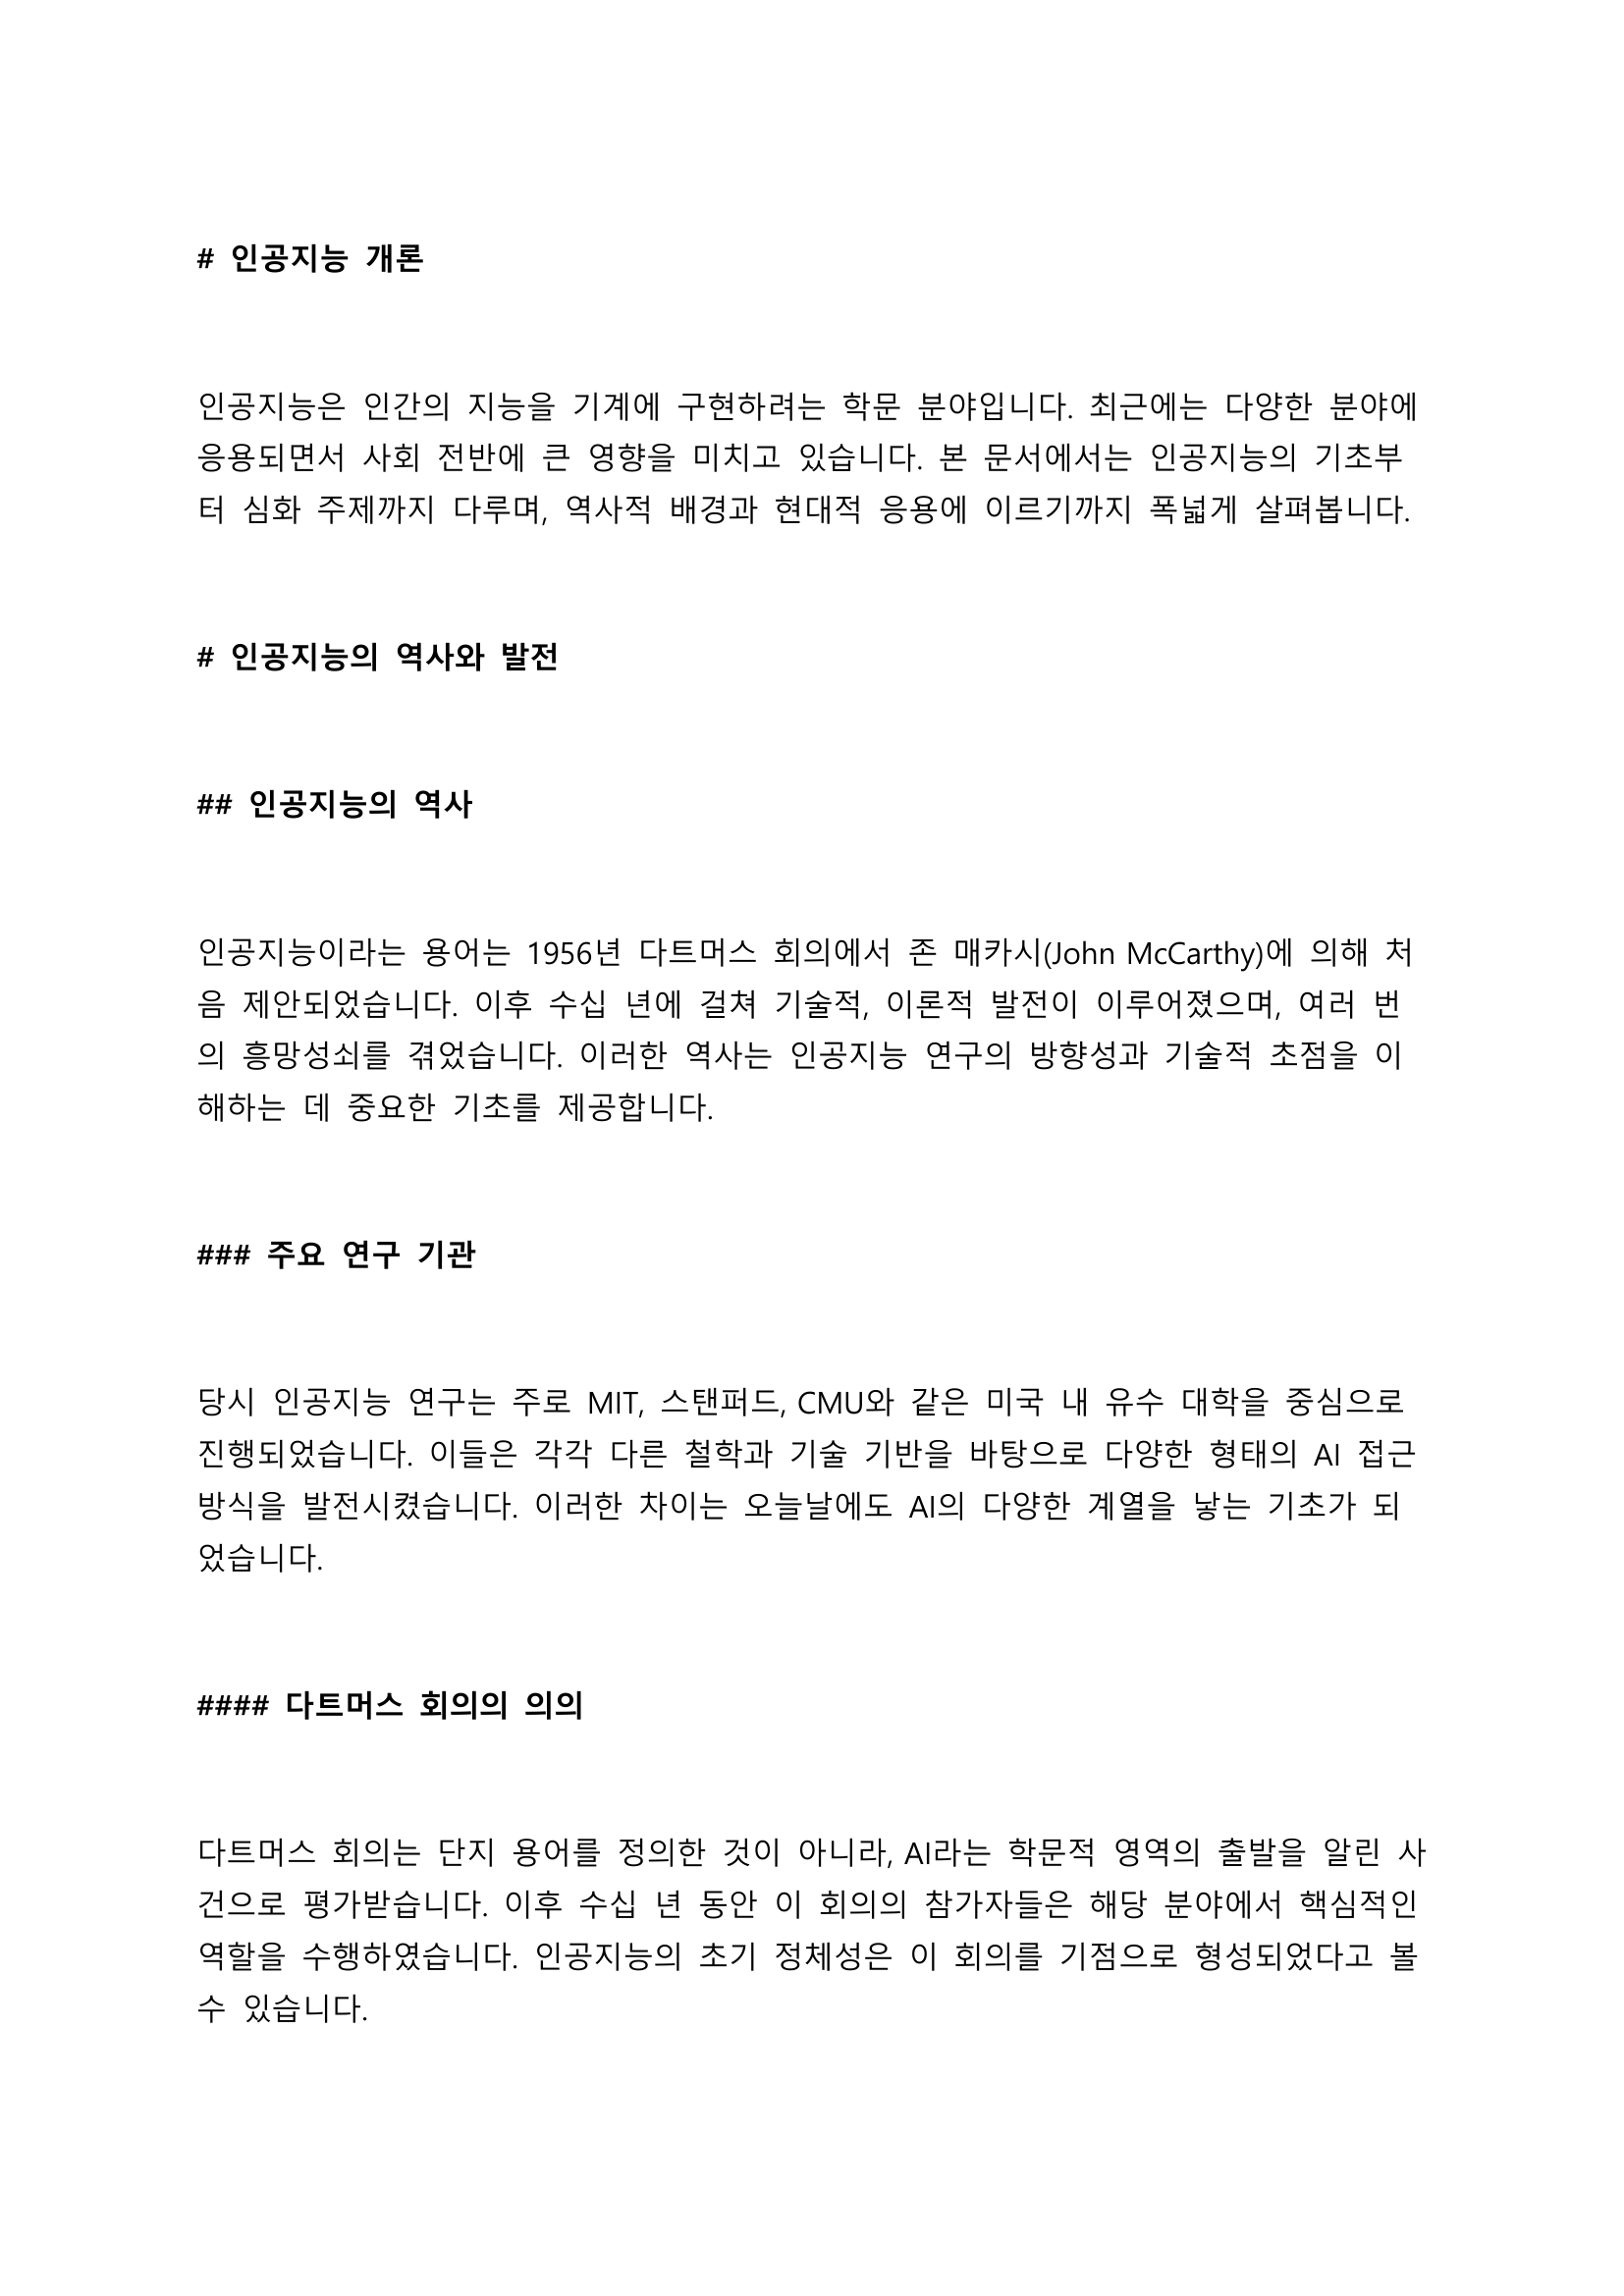 # 인공지능 개론
인공지능은 인간의 지능을 기계에 구현하려는 학문 분야입니다. 최근에는 다양한 분야에
응용되면서 사회 전반에 큰 영향을 미치고 있습니다. 본 문서에서는 인공지능의 기초부
터 심화 주제까지 다루며, 역사적 배경과 현대적 응용에 이르기까지 폭넓게 살펴봅니다.
# 인공지능의 역사와 발전
## 인공지능의 역사
인공지능이라는 용어는 1956년 다트머스 회의에서 존 매카시(John McCarthy)에 의해 처
음 제안되었습니다. 이후 수십 년에 걸쳐 기술적, 이론적 발전이 이루어졌으며, 여러 번
의 흥망성쇠를 겪었습니다. 이러한 역사는 인공지능 연구의 방향성과 기술적 초점을 이
해하는 데 중요한 기초를 제공합니다.
### 주요 연구 기관
당시 인공지능 연구는 주로 MIT, 스탠퍼드, CMU와 같은 미국 내 유수 대학을 중심으로
진행되었습니다. 이들은 각각 다른 철학과 기술 기반을 바탕으로 다양한 형태의 AI 접근
방식을 발전시켰습니다. 이러한 차이는 오늘날에도 AI의 다양한 계열을 낳는 기초가 되
었습니다.
#### 다트머스 회의의 의의
다트머스 회의는 단지 용어를 정의한 것이 아니라, AI라는 학문적 영역의 출발을 알린 사
건으로 평가받습니다. 이후 수십 년 동안 이 회의의 참가자들은 해당 분야에서 핵심적인
역할을 수행하였습니다. 인공지능의 초기 정체성은 이 회의를 기점으로 형성되었다고 볼
수 있습니다.